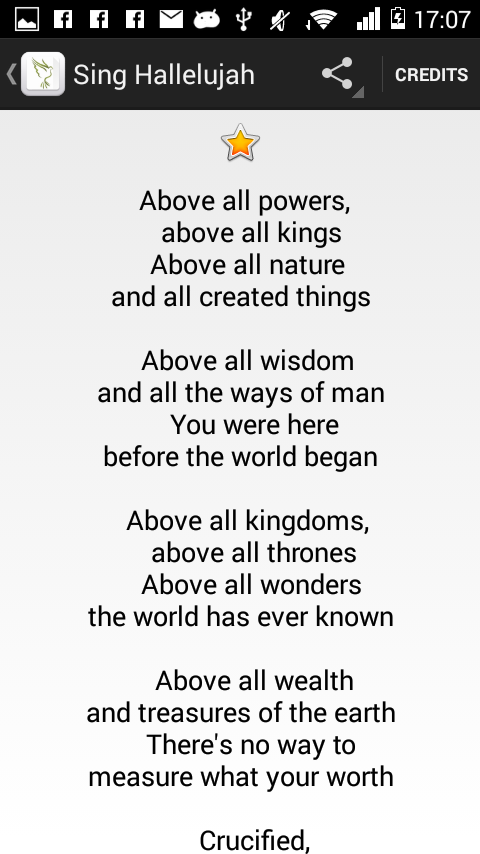 17:07
Sing Hallelujah
CREDITS
Above all powers,
above all kings
Above all nature
and all created things
Above all wisdom
and all the ways of man
You were here
before the world began
Above all kingdoms,
above all thrones
Above all wonders
the world has ever known
Above all wealth
and treasures of the earth
There's no way to
measure what your worth
Crucified,